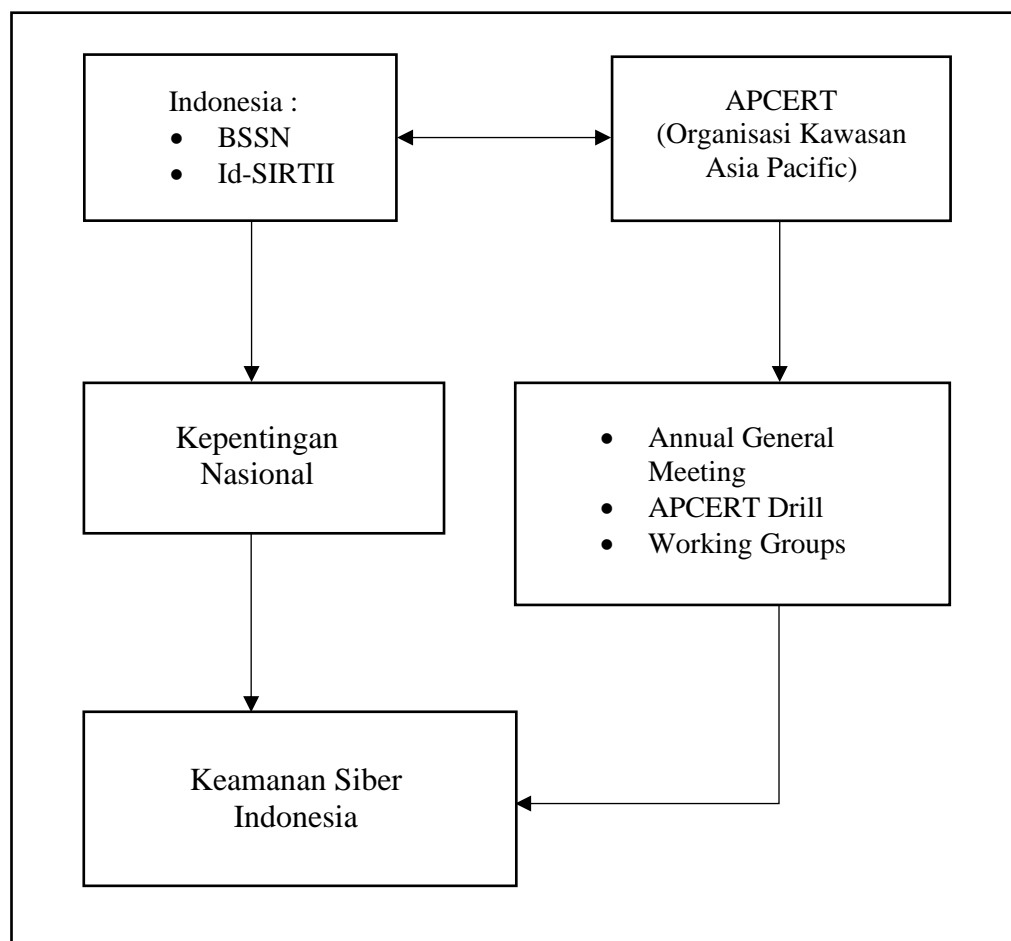 Indonesia :
• BSSN
• Id-SIRTII
APCERT
(Organisasi Kawasan
Asia Pacific)
Kepentingan
Nasional
• Annual General
Meeting
• APCERT Drill
• Working Groups
Keamanan Siber
Indonesia